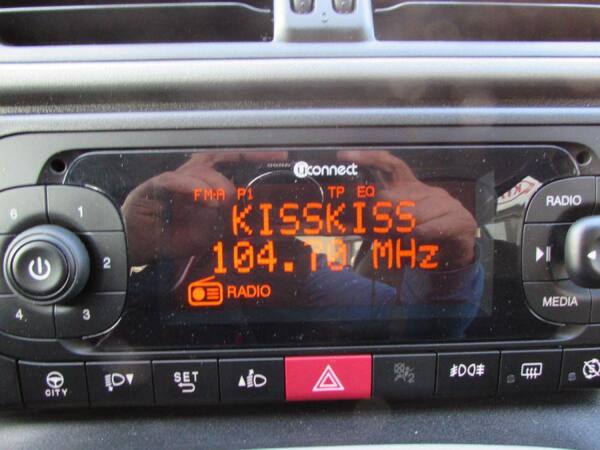 uconnect
FM-A P1 TP EQ
KISSKISS
104.70 MHz
RADIO
6 1
2
4 3
RADIO
MEDIA
CITY
SET
2